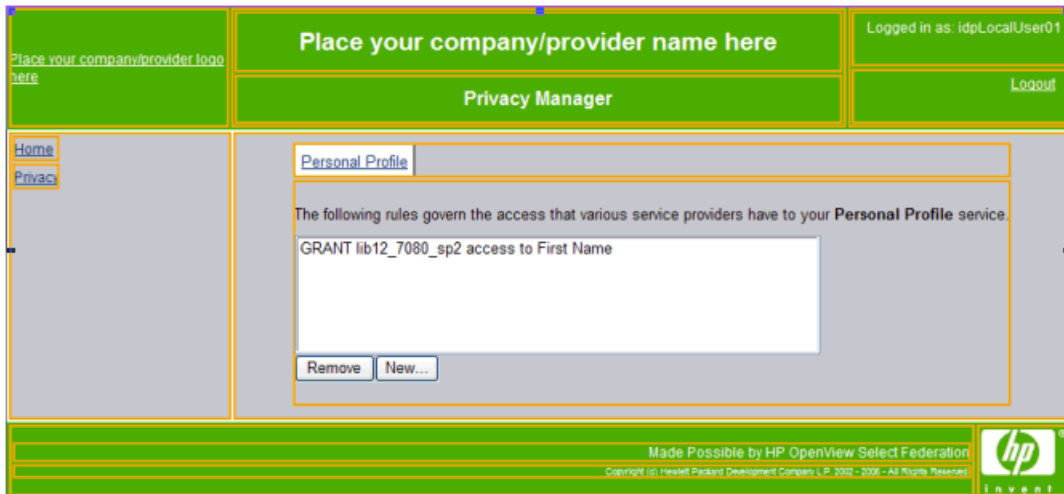 Place your company/provider logo
here
Place your company/provider name here
Privacy Manager
Logged in as: idpLocalUser01
Logout
Home
Privacy
Personal Profile
The following rules govern the access that various service providers have to your Personal Profile service.
GRANT lib12_7080_sp2 access to First Name
Remove
New...
Made Possible by HP OpenView Select Federation
Copyright (c) Hewlett Packard Development Company L.P. 2002 - 2006 - All Rights Reserved
hp
®
invent